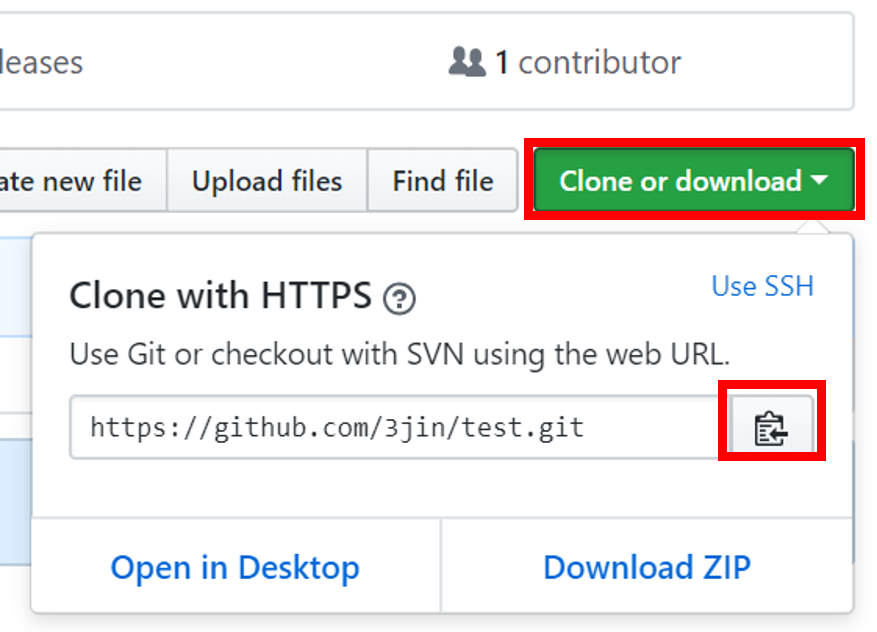 leases
1 contributor
ate new file
Upload files
Find file
Clone or download
Clone with HTTPS ?
Use SSH
Use Git or checkout with SVN using the web URL.
https://github.com/3jin/test.git
Open in Desktop
Download ZIP